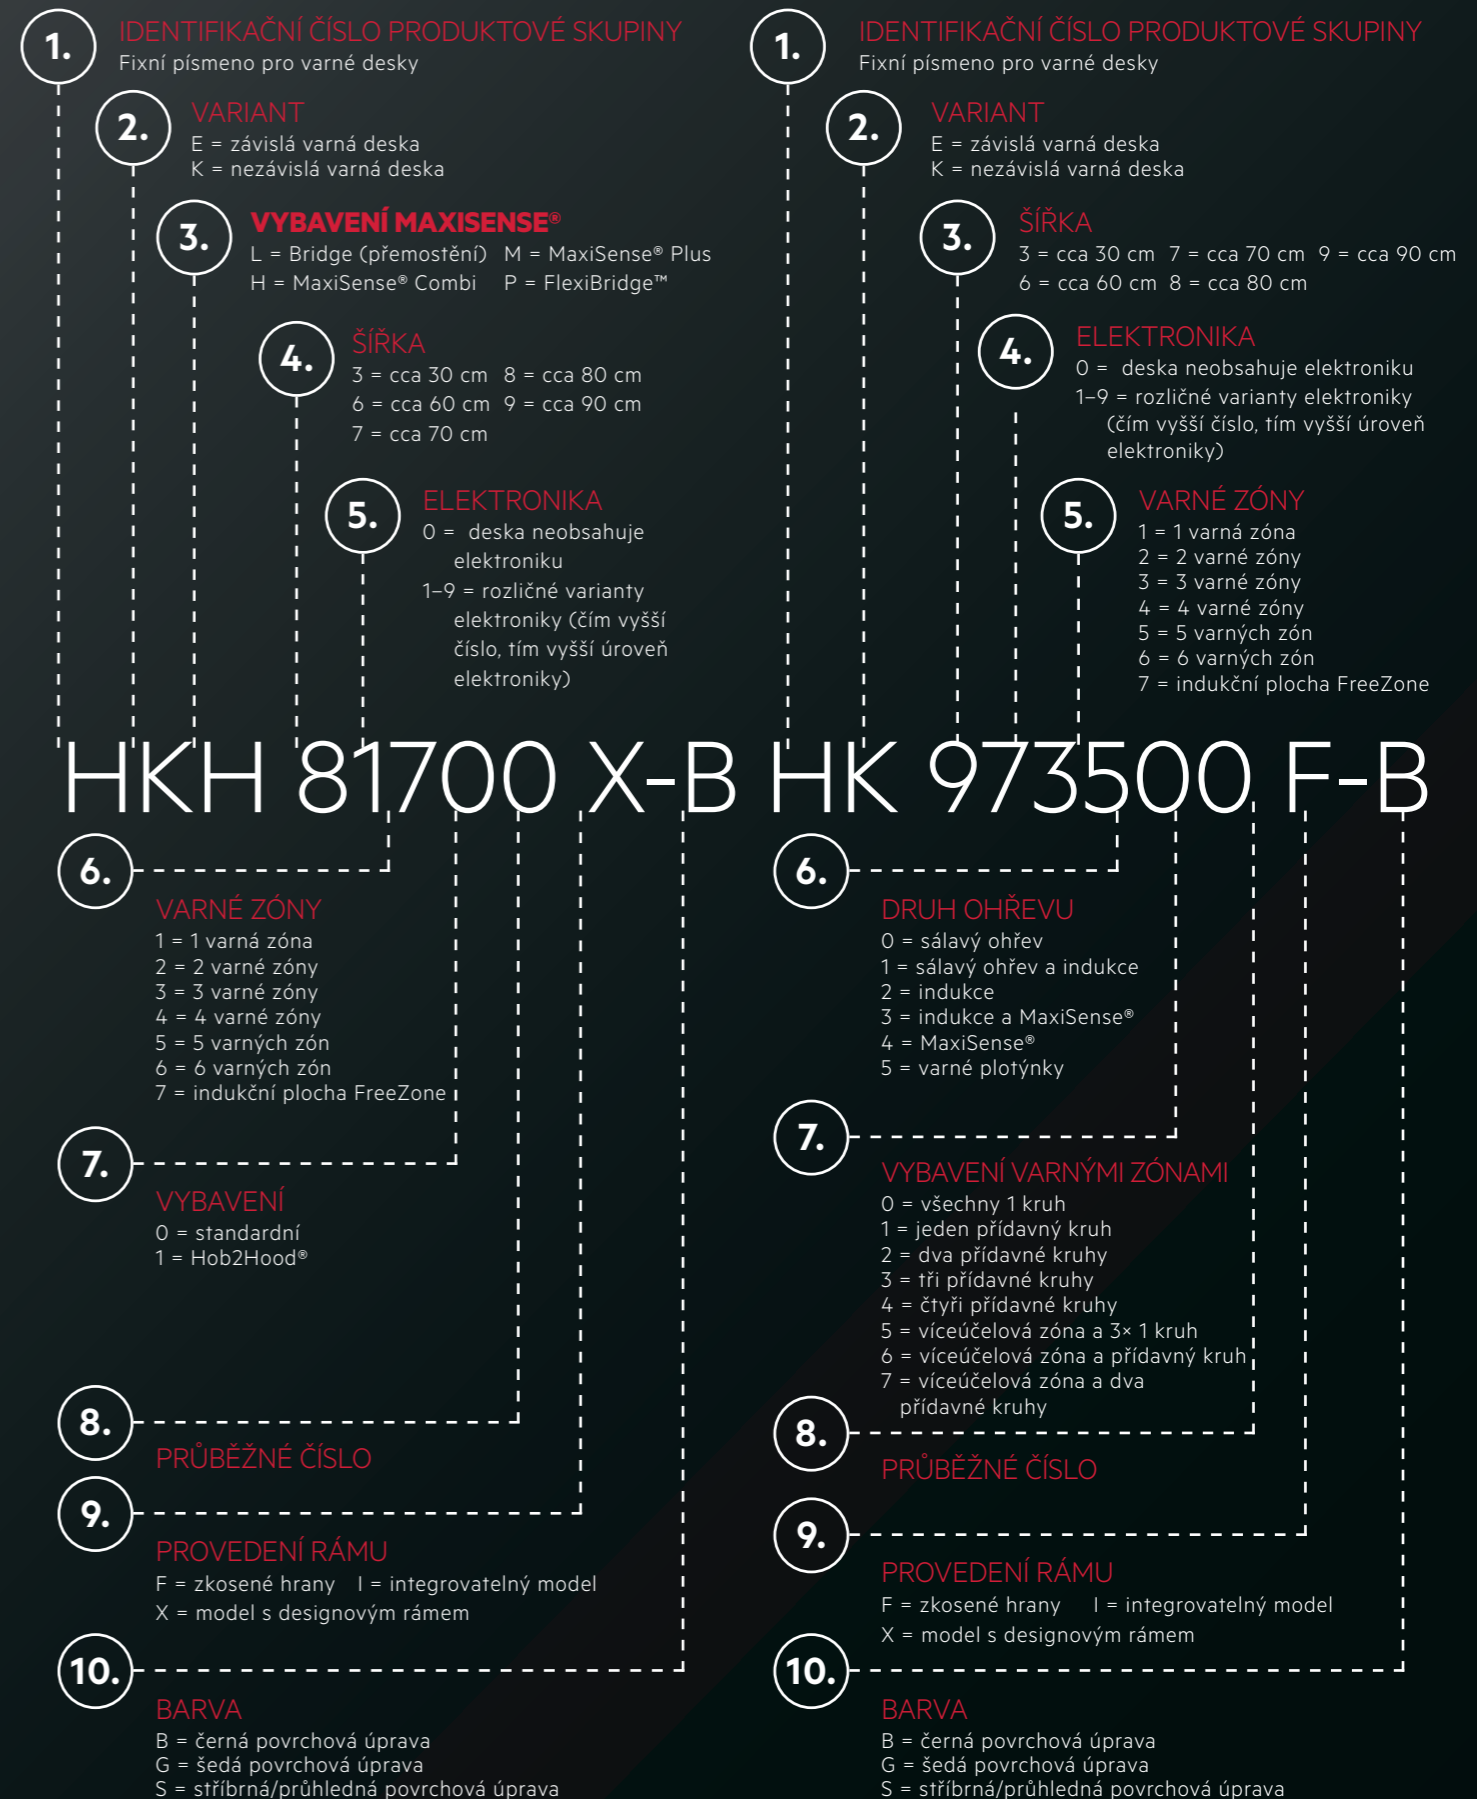 1.
IDENTIFIKAČNÍ ČÍSLO PRODUKTOVÉ SKUPINY
Fixní písmeno pro varné desky
2.
VARIANT
E = závislá varná deska
K = nezávislá varná deska
3.
VYBAVENÍ MAXISENSE®
L = Bridge (přemostění) M = MaxiSense® Plus
H = MaxiSense® Combi P = FlexiBridge™
4.
ŠÍŘKA
3 = cca 30 cm 8 = cca 80 cm
6 = cca 60 cm 9 = cca 90 cm
7 = cca 70 cm
5.
ELEKTRONIKA
0 = deska neobsahuje
elektroniku
1–9 = rozličné varianty
elektroniky (čím vyšší
číslo, tím vyšší úroveň
elektroniky)
HKH 81700 X-B
6.
VARNÉ ZÓNY
1 = 1 varná zóna
2 = 2 varné zóny
3 = 3 varné zóny
4 = 4 varné zóny
5 = 5 varných zón
6 = 6 varných zón
7 = indukční plocha FreeZone
7.
VYBAVENÍ
0 = standardní
1 = Hob2Hood®
8.
PRŮBĚŽNÉ ČÍSLO
9.
PROVEDENÍ RÁMU
F = zkosené hrany I = integrovatelný model
X = model s designovým rámem
10.
BARVA
B = černá povrchová úprava
G = šedá povrchová úprava
S = stříbrná/průhledná povrchová úprava
1.
IDENTIFIKAČNÍ ČÍSLO PRODUKTOVÉ SKUPINY
Fixní písmeno pro varné desky
2.
VARIANT
E = závislá varná deska
K = nezávislá varná deska
3.
ŠÍŘKA
3 = cca 30 cm 7 = cca 70 cm 9 = cca 90 cm
6 = cca 60 cm 8 = cca 80 cm
4.
ELEKTRONIKA
0 = deska neobsahuje elektroniku
1–9 = rozličné varianty elektroniky
(čím vyšší číslo, tím vyšší úroveň
elektroniky)
5.
VARNÉ ZÓNY
1 = 1 varná zóna
2 = 2 varné zóny
3 = 3 varné zóny
4 = 4 varné zóny
5 = 5 varných zón
6 = 6 varných zón
7 = indukční plocha FreeZone
HK 973500 F-B
6.
DRUH OHŘEVU
0 = sálavý ohřev
1 = sálavý ohřev a indukce
2 = indukce
3 = indukce a MaxiSense®
4 = MaxiSense®
5 = varné plotýnky
7.
VYBAVENÍ VARNÝMI ZÓNAMI
0 = všechny 1 kruh
1 = jeden přídavný kruh
2 = dva přídavné kruhy
3 = tři přídavné kruhy
4 = čtyři přídavné kruhy
5 = víceúčelová zóna a 3× 1 kruh
6 = víceúčelová zóna a přídavný kruh
7 = víceúčelová zóna a dva
přídavné kruhy
8.
PRŮBĚŽNÉ ČÍSLO
9.
PROVEDENÍ RÁMU
F = zkosené hrany I = integrovatelný model
X = model s designovým rámem
10.
BARVA
B = černá povrchová úprava
G = šedá povrchová úprava
S = stříbrná/průhledná povrchová úprava